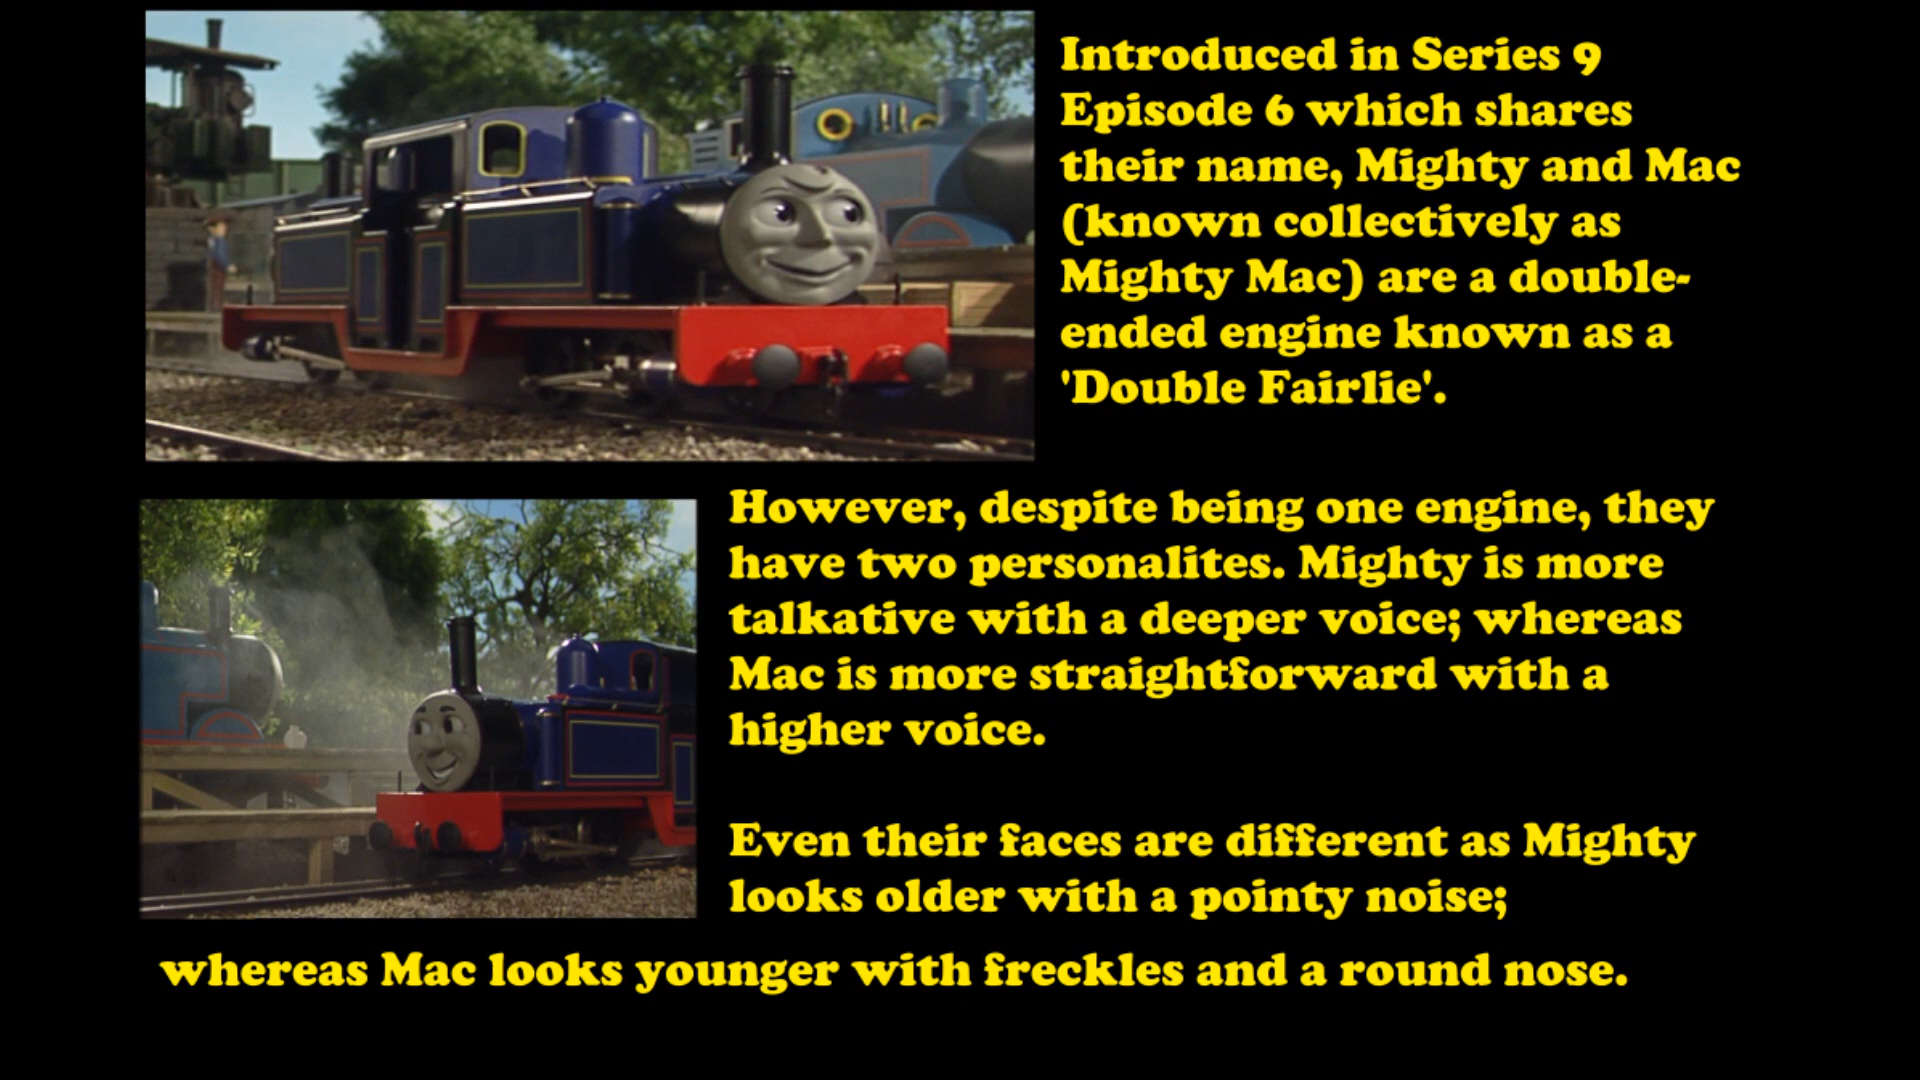 Introduced in Series 9
Episode 6 which shares
their name, Mighty and Mac
(known collectively as
Mighty Mac) are a double-
ended engine known as a
'Double Fairlie'.
However, despite being one engine, they
have two personalites. Mighty is more
talkative with a deeper voice; whereas
Mac is more straightforward with a
higher voice.
Even their faces are different as Mighty
looks older with a pointy noise;
whereas Mac looks younger with freckles and a round nose.